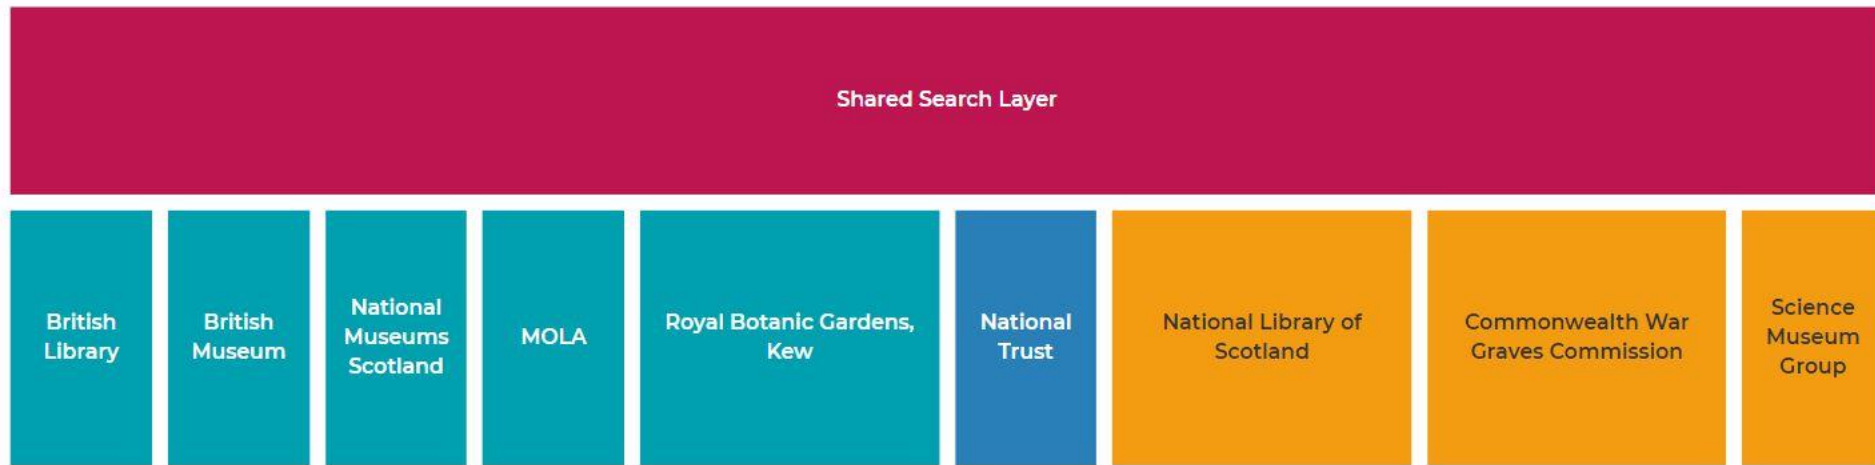 Shared Search Layer
British
Library
British
Museum
National
Museums
Scotland
MOLA
Royal Botanic Gardens,
Kew
National
Trust
National Library of
Scotland
Commonwealth War
Graves Commission
Science
Museum
Group